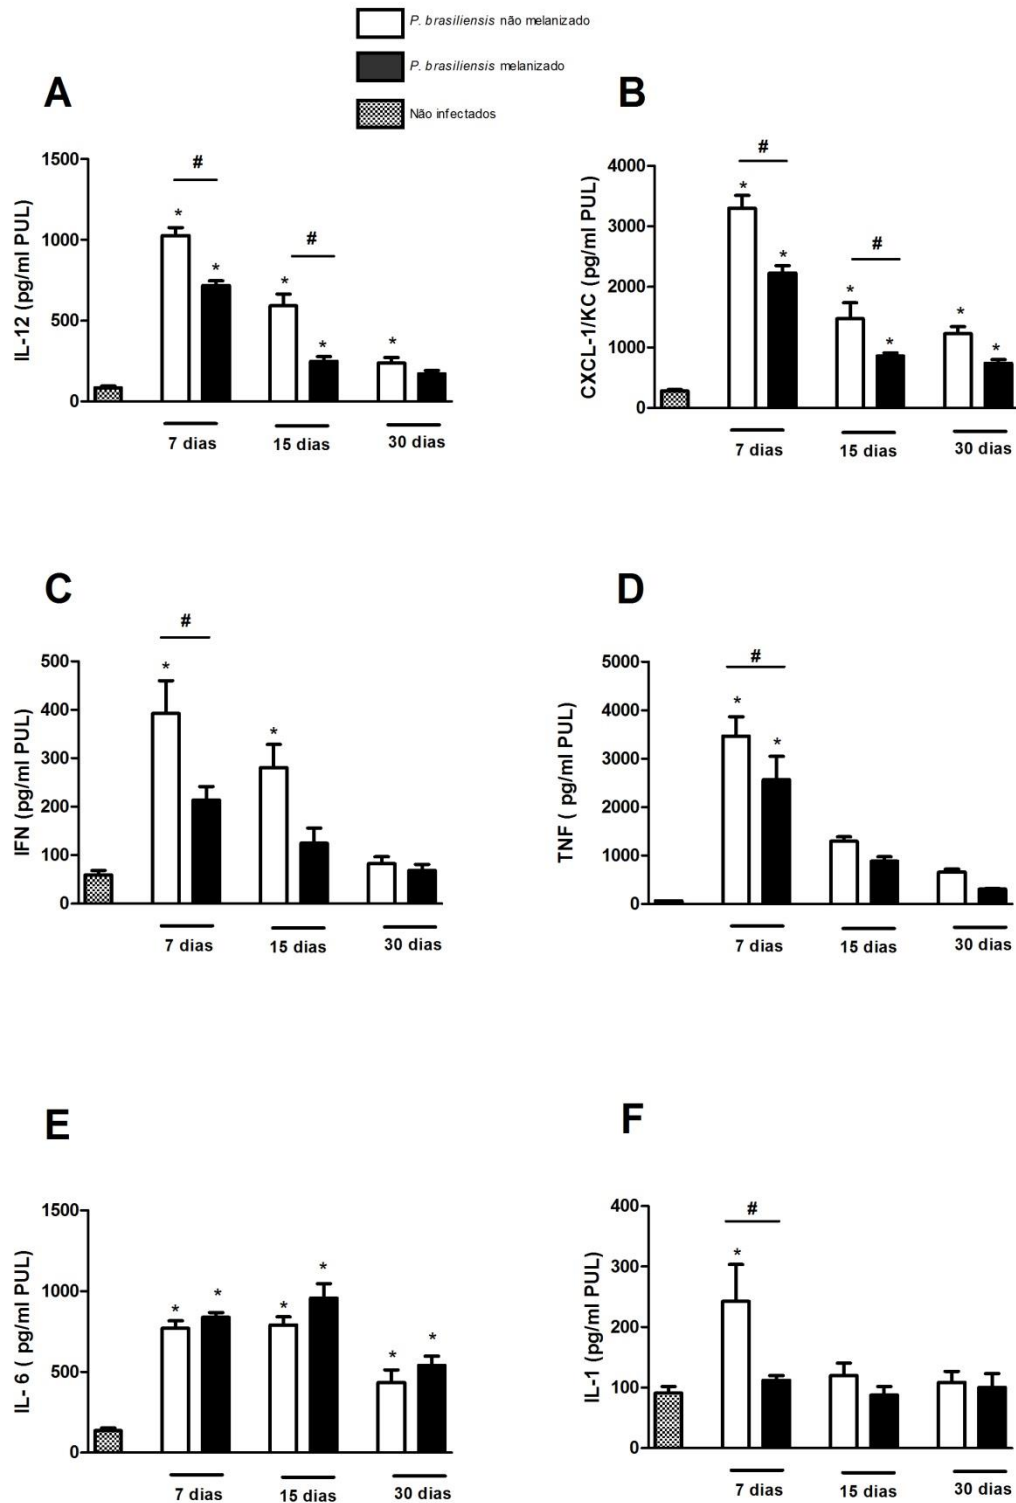 P. brasiliensis não melanizado
P. brasiliensis melanizado
Não infectados
A
IL-12 (pg/ml PUL)
1500
1000
500
0
#
*
*
#
*
*
*
7 dias
15 dias
30 dias
B
CXCL-1/KC (pg/ml PUL)
4000
3000
2000
1000
0
#
*
*
#
*
*
*
*
7 dias
15 dias
30 dias
C
IFN (pg/ml PUL)
500
400
300
200
100
0
#
*
*
7 dias
15 dias
30 dias
D
TNF ( pg/ml PUL)
5000
4000
3000
2000
1000
0
#
*
*
7 dias
15 dias
30 dias
E
IL- 6 ( pg/ml PUL)
1500
1000
500
0
*
*
*
*
*
*
7 dias
15 dias
30 dias
F
IL-1 (pg/ml PUL)
400
300
200
100
0
#
*
7 dias
15 dias
30 dias